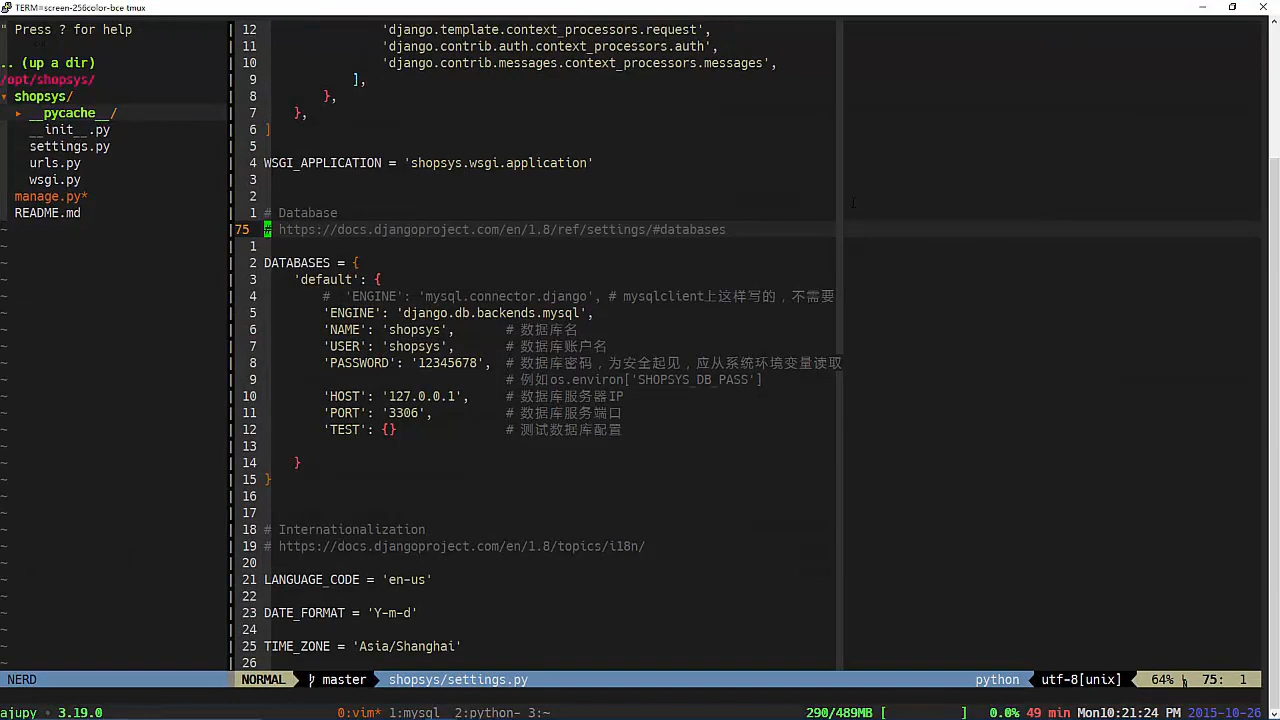 TERM=screen-256color-bce tmux
" Press ? for help
.. (up a dir)
/opt/shopsys/
▾ shopsys/
▸ __pycache__/
__init__.py
settings.py
urls.py
wsgi.py
manage.py*
README.md
12 'django.template.context_processors.request',
11 'django.contrib.auth.context_processors.auth',
10 'django.contrib.messages.context_processors.messages',
9 ],
8 },
7 },
6 ]
5
4 WSGI_APPLICATION = 'shopsys.wsgi.application'
3
2
1 # Database
75 # https://docs.djangoproject.com/en/1.8/ref/settings/#databases
1
2 DATABASES = {
3 'default': {
4 # 'ENGINE': 'mysql.connector.django', # mysqlclient上这样写的，不需要
5 'ENGINE': 'django.db.backends.mysql',
6 'NAME': 'shopsys', # 数据库名
7 'USER': 'shopsys', # 数据库账户名
8 'PASSWORD': '12345678', # 数据库密码，为安全起见，应从系统环境变量读取
9 # 例如os.environ['SHOPSYS_DB_PASS']
10 'HOST': '127.0.0.1', # 数据库服务器IP
11 'PORT': '3306', # 数据库服务端口
12 'TEST': {} # 测试数据库配置
13
14 }
15 }
16
17
18 # Internationalization
19 # https://docs.djangoproject.com/en/1.8/topics/i18n/
20
21 LANGUAGE_CODE = 'en-us'
22
23 DATE_FORMAT = 'Y-m-d'
24
25 TIME_ZONE = 'Asia/Shanghai'
26
NERD NORMAL master shopsys/settings.py python utf-8[unix] 64% 75: 1
ajupy 3.19.0 0:vim* 1:mysql 2:python- 3:~ 290/489MB [ ] 0.0% 49 min Mon10:21:24 PM 2015-10-26